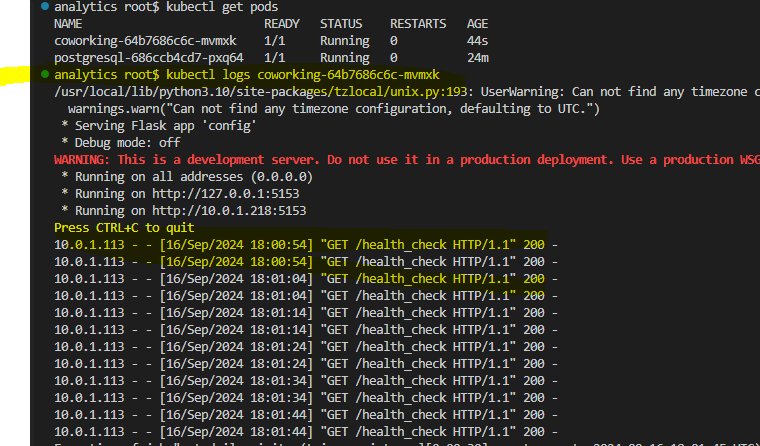 analytics root$ kubectl get pods
NAME READY STATUS RESTARTS AGE
coworking-64b7686c6c-mvmxk 1/1 Running 0 44s
postgresql-686ccb4cd7-pxq64 1/1 Running 0 24m
analytics root$ kubectl logs coworking-64b7686c6c-mvmxk
/usr/local/lib/python3.10/site-packages/tzlocal/unix.py:193: UserWarning: Can not find any timezone c
warnings.warn("Can not find any timezone configuration, defaulting to UTC.")
* Serving Flask app 'config'
* Debug mode: off
WARNING: This is a development server. Do not use it in a production deployment. Use a production WSG
* Running on all addresses (0.0.0.0)
* Running on http://127.0.0.1:5153
* Running on http://10.0.1.218:5153
Press CTRL+C to quit
10.0.1.113 - - [16/Sep/2024 18:00:54] "GET /health_check HTTP/1.1" 200 -
10.0.1.113 - - [16/Sep/2024 18:00:54] "GET /health_check HTTP/1.1" 200 -
10.0.1.113 - - [16/Sep/2024 18:01:04] "GET /health_check HTTP/1.1" 200 -
10.0.1.113 - - [16/Sep/2024 18:01:04] "GET /health_check HTTP/1.1" 200 -
10.0.1.113 - - [16/Sep/2024 18:01:14] "GET /health_check HTTP/1.1" 200 -
10.0.1.113 - - [16/Sep/2024 18:01:14] "GET /health_check HTTP/1.1" 200 -
10.0.1.113 - - [16/Sep/2024 18:01:24] "GET /health_check HTTP/1.1" 200 -
10.0.1.113 - - [16/Sep/2024 18:01:24] "GET /health_check HTTP/1.1" 200 -
10.0.1.113 - - [16/Sep/2024 18:01:34] "GET /health_check HTTP/1.1" 200 -
10.0.1.113 - - [16/Sep/2024 18:01:34] "GET /health_check HTTP/1.1" 200 -
10.0.1.113 - - [16/Sep/2024 18:01:44] "GET /health_check HTTP/1.1" 200 -
10.0.1.113 - - [16/Sep/2024 18:01:44] "GET /health_check HTTP/1.1" 200 -